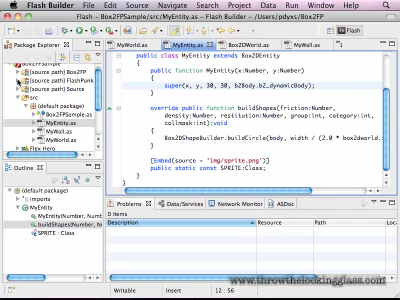 Flash Builder File Edit Source Navigate Search Project
Flash – Box2FPSample/src/MyEntity.as – Flash Builder – /Users/pdyxs/Box2FP
Flash
Package Explorer
Box2FPSample
[source path] Box2FP
[source path] FlashPunk
[source path] Source
src
(default package)
Box2FPSample.as
MyEntity.as
MyWall.as
MyWorld.as
Flex Hero
Outline
(default package)
imports
MyEntity
MyEntity(Number, Nu
buildShapes(Number, N
SPRITE : Class
MyWorld.as
MyEntity.as
Box2DWorld.as
MyWall.as
public class MyEntity extends Box2DEntity
{
public function MyEntity(x:Number, y:Number)
{
super(x, y, 30, 30, b2Body.b2_dynamicBody);
}
override public function buildShapes(friction:Number,
density:Number, restitution:Number, group:int, category:int,
collmask:int):void
{
Box2DShapeBuilder.buildCircle(body, width / (2.0 * box2dworld.
}
[Embed(source = 'img/sprite.png')]
public static const SPRITE:Class;
}
}
Problems
Data/Services
Network Monitor
ASDoc
0 items
Description
Resource
Path
Loca
www.throwthelookingglass.com
Writable
Insert
12 : 56